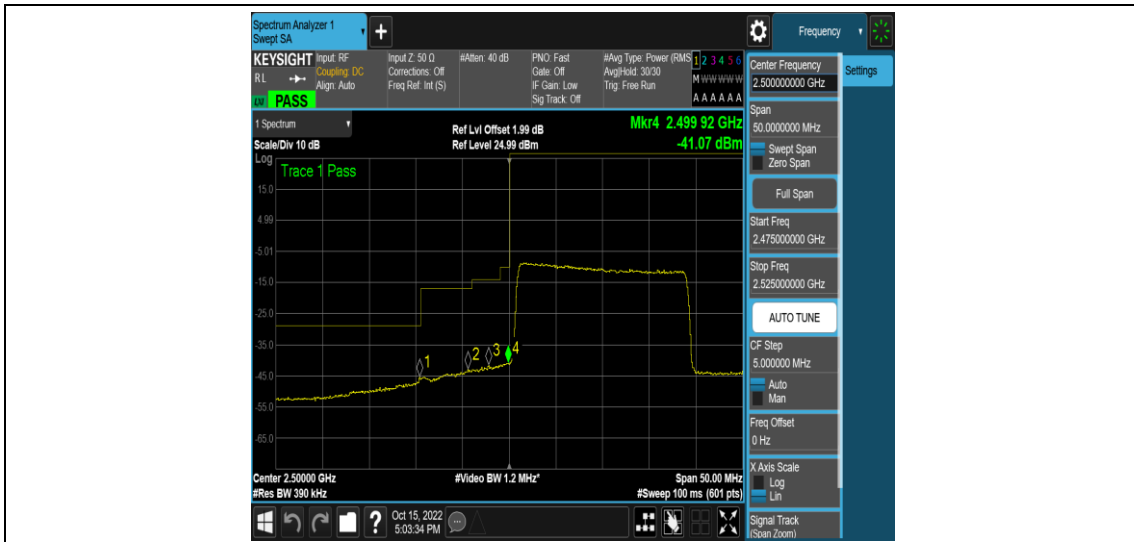 Spectrum Analyzer 1
Swept SA
+
Frequency
KEYSIGHT
RL
LXI PASS
Input: RF
Coupling: DC
Align: Auto
Input Z: 50 Ω
Corrections: Off
Freq Ref: Int (S)
#Atten: 40 dB
PNO: Fast
Gate: Off
IF Gain: Low
Sig Track: Off
#Avg Type: Power (RMS
Avg|Hold: 30/30
Trig: Free Run
1 2 3 4 5 6
M W W W W W
A A A A A A
1 Spectrum
Scale/Div 10 dB
Ref Lvl Offset 1.99 dB
Ref Level 24.99 dBm
Mkr4 2.499 92 GHz
-41.07 dBm
Log
Trace 1 Pass
15.0
4.99
-5.01
-15.0
-25.0
-35.0
-45.0
-55.0
-65.0
1
2
3
4
Center 2.50000 GHz
#Res BW 390 kHz
#Video BW 1.2 MHz*
Span 50.00 MHz
#Sweep 100 ms (601 pts)
?
Oct 15, 2022
5:03:34 PM
Center Frequency
2.500000000 GHz
Settings
Span
50.0000000 MHz
Swept Span
Zero Span
Full Span
Start Freq
2.475000000 GHz
Stop Freq
2.525000000 GHz
AUTO TUNE
CF Step
5.000000 MHz
Auto
Man
Freq Offset
0 Hz
X Axis Scale
Log
Lin
Signal Track
(Span Zoom)